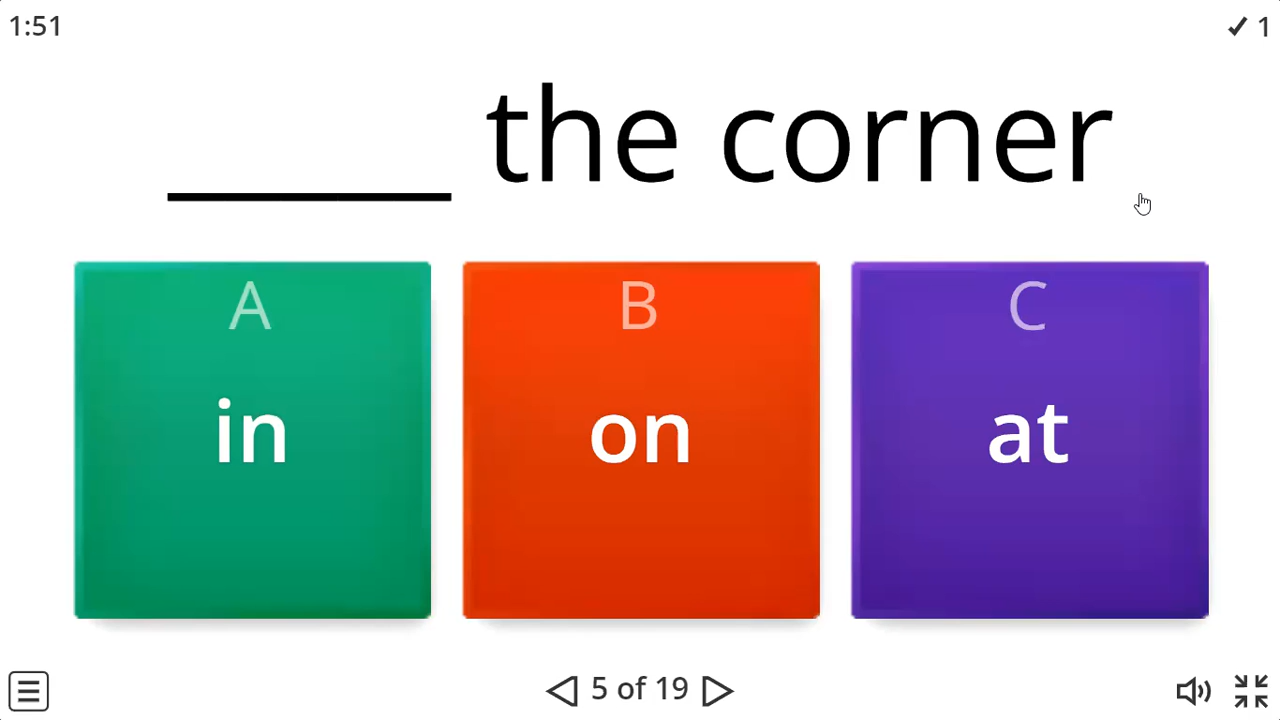 1:51
✓ 1
_____ the corner
A
in
B
on
C
at
5 of 19